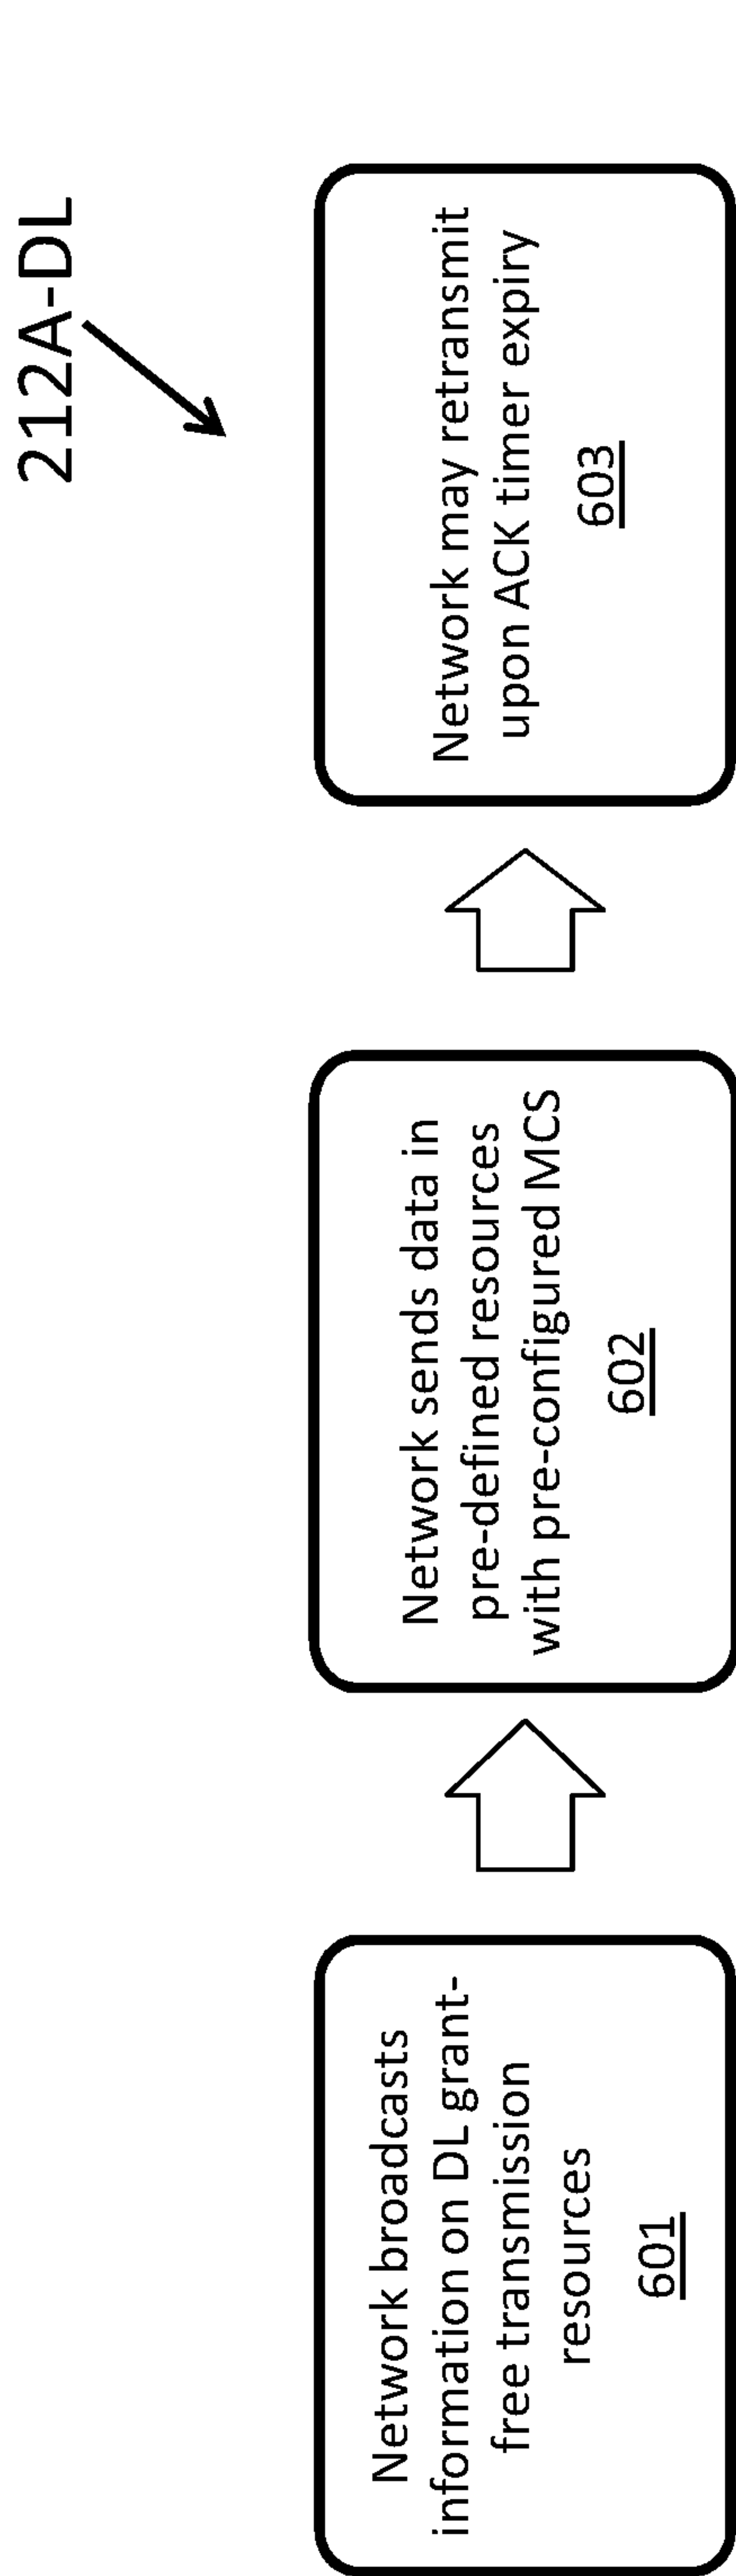 212A-DL
Network broadcasts
information on DL grant-
free transmission
resources
601
Network sends data in
pre-defined resources
with pre-configured MCS
602
Network may retransmit
upon ACK timer expiry
603